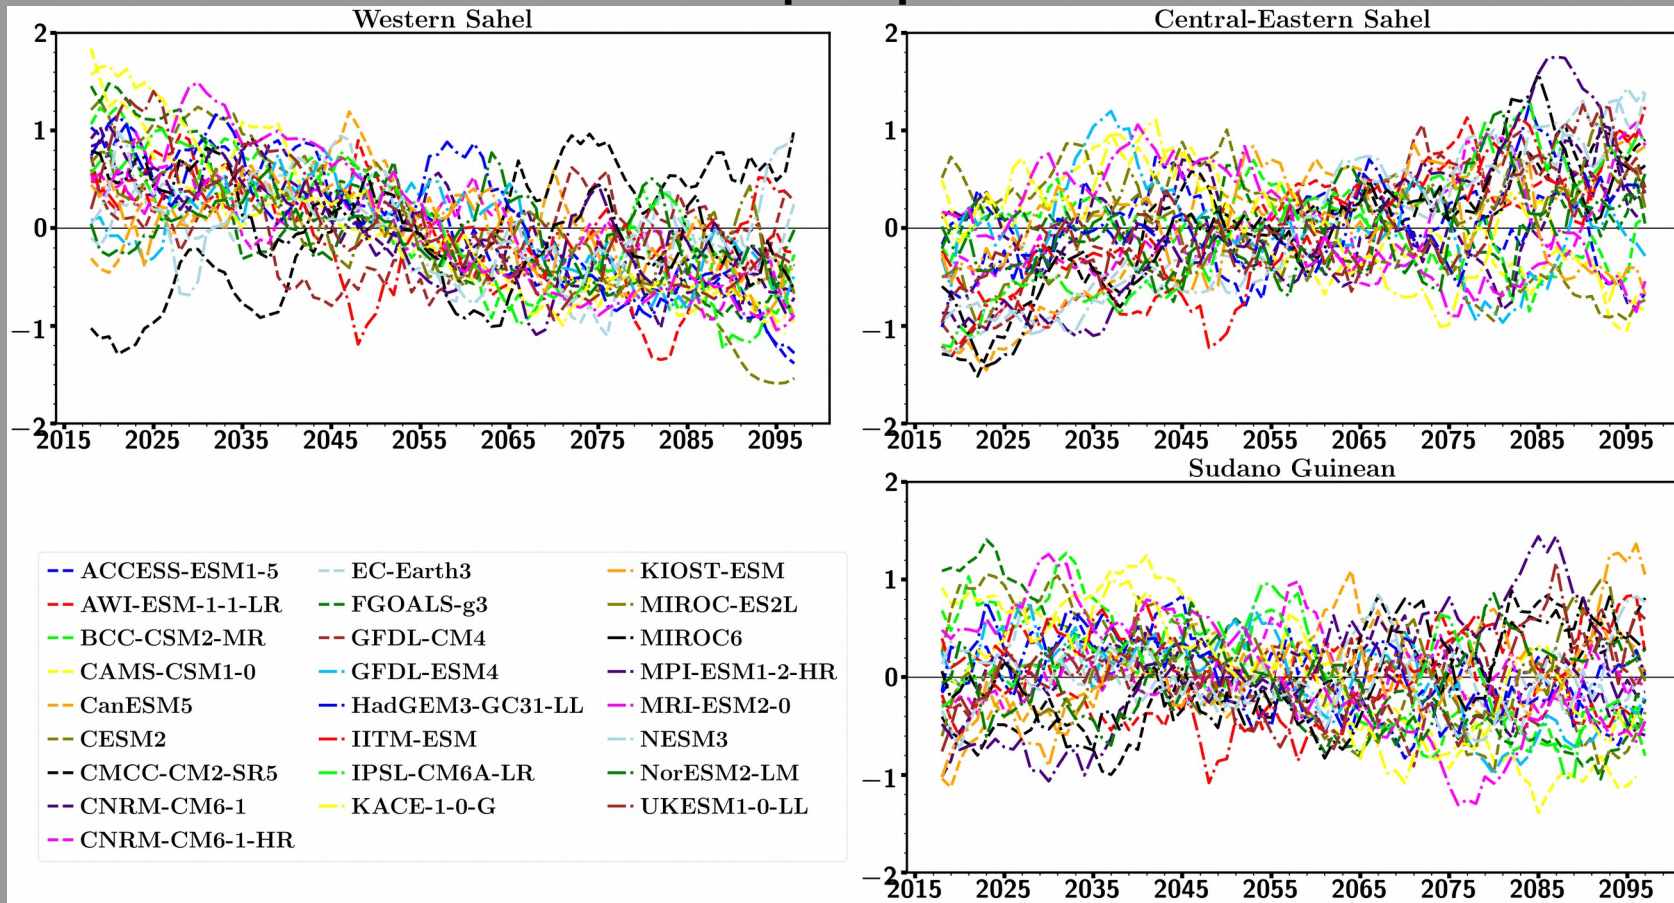 Western Sahel
2
1
0
−1
−2
2015 2025 2035 2045 2055 2065 2075 2085 2095
Central-Eastern Sahel
2
1
0
−1
−2
2015 2025 2035 2045 2055 2065 2075 2085 2095
Sudano Guinean
2
1
0
−1
−2
2015 2025 2035 2045 2055 2065 2075 2085 2095
ACCESS-ESM1-5
AWI-ESM-1-1-LR
BCC-CSM2-MR
CAMS-CSM1-0
CanESM5
CESM2
CMCC-CM2-SR5
CNRM-CM6-1
CNRM-CM6-1-HR
EC-Earth3
FGOALS-g3
GFDL-CM4
GFDL-ESM4
HadGEM3-GC31-LL
IITM-ESM
IPSL-CM6A-LR
KACE-1-0-G
KIOST-ESM
MIROC-ES2L
MIROC6
MPI-ESM1-2-HR
MRI-ESM2-0
NESM3
NorESM2-LM
UKESM1-0-LL